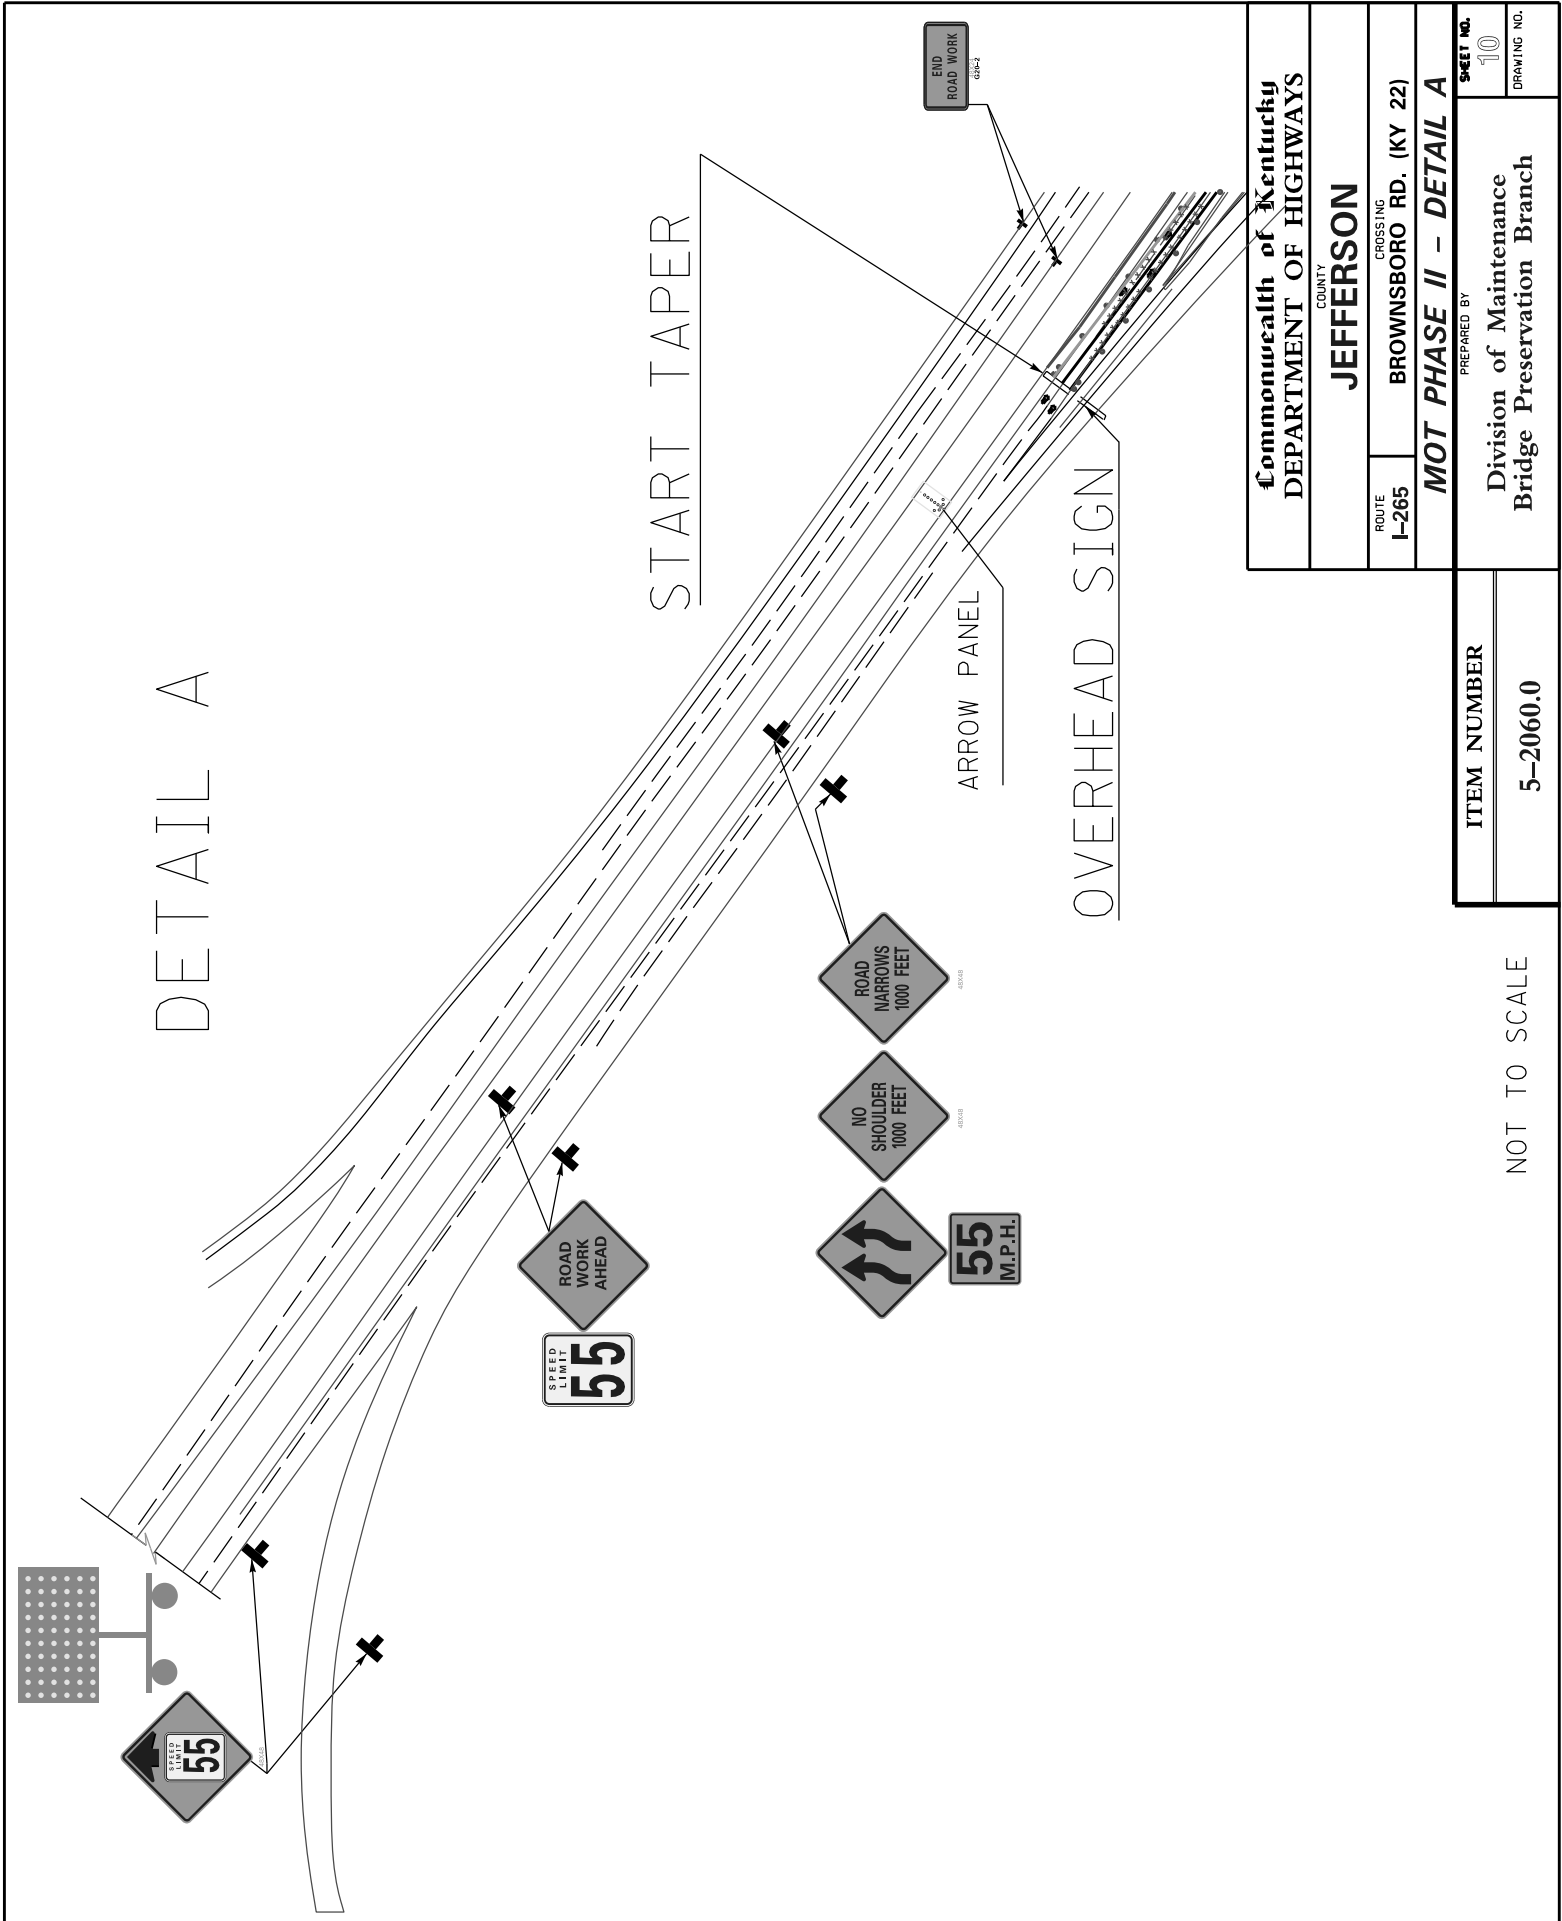 DETAIL A
START TAPER
END
ROAD WORK
48X24
G20-2
ARROW PANEL
OVERHEAD SIGN
SPEED
LIMIT
55
48X48
SPEED
LIMIT
55
ROAD
WORK
AHEAD
55
M.P.H.
NO
SHOULDER
1000 FEET
48X48
ROAD
NARROWS
1000 FEET
48X48
NOT TO SCALE
ITEM NUMBER
5-2060.0
Commonwealth of Kentucky
DEPARTMENT OF HIGHWAYS
COUNTY
JEFFERSON
ROUTE
I-265
CROSSING
BROWNSBORO RD. (KY 22)
MOT PHASE II - DETAIL A
PREPARED BY
Division of Maintenance
Bridge Preservation Branch
SHEET NO.
10
DRAWING NO.